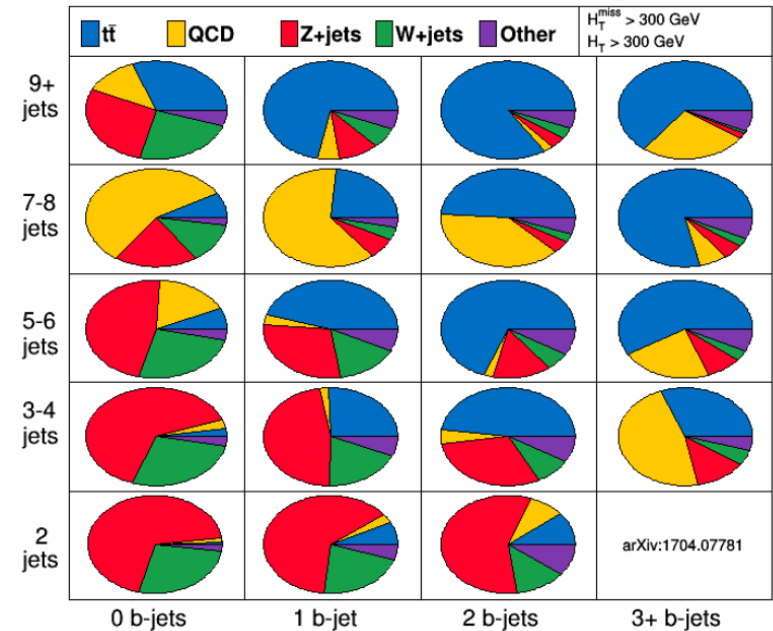 tt̄ QCD Z+jets W+jets Other
H_T^miss > 300 GeV
H_T > 300 GeV
9+
jets
7-8
jets
5-6
jets
3-4
jets
2
jets
arXiv:1704.07781
0 b-jets 1 b-jet 2 b-jets 3+ b-jets